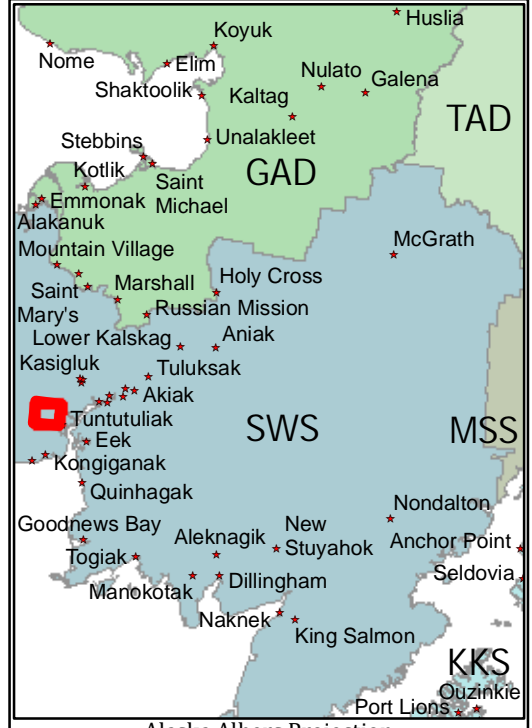 Huslia
Koyuk
Nome
Elim
Nulato
Galena
Shaktoolik
Kaltag
TAD
Unalakleet
Stebbins
GAD
Kotlik
Saint
Michael
Emmonak
Alakanuk
Mountain Village
McGrath
Holy Cross
Saint
Mary's
Marshall
Russian Mission
Lower Kalskag
Aniak
Kasigluk
Tuluksak
Akiak
Tuntutuliak
SWS
MSS
Eek
Kongiganak
Quinhagak
Nondalton
Goodnews Bay
Aleknagik
New
Stuyahok
Anchor Point
Togiak
Seldovia
Manokotak
Dillingham
Naknek
King Salmon
KKS
Ouzinkie
Port Lions
Alaska Albers Projection